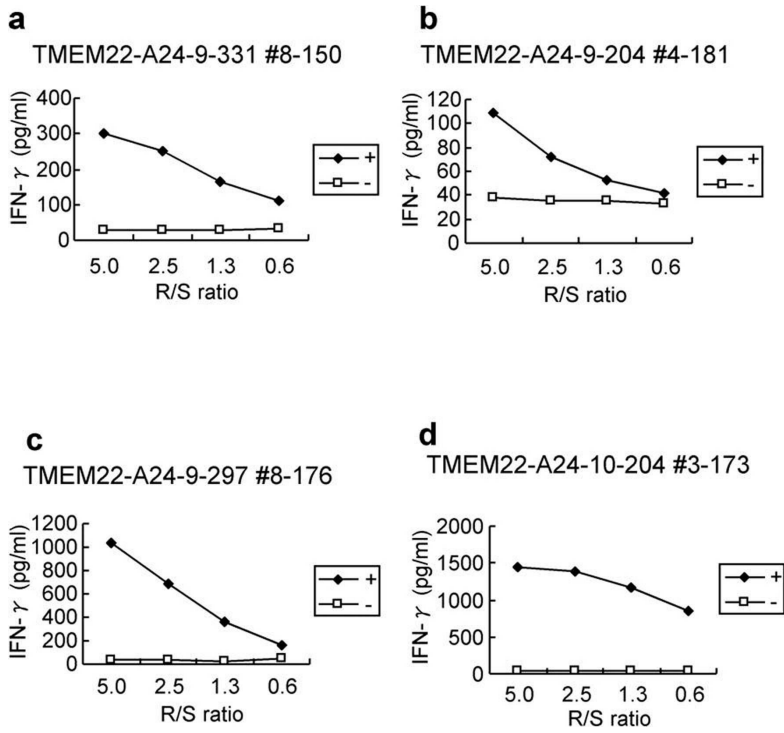 a
TMEM22-A24-9-331 #8-150
IFN-γ (pg/ml)
400
300
200
100
0
5.0 2.5 1.3 0.6
R/S ratio
+
-
b
TMEM22-A24-9-204 #4-181
IFN-γ (pg/ml)
120
100
80
60
40
20
0
5.0 2.5 1.3 0.6
R/S ratio
+
-
c
TMEM22-A24-9-297 #8-176
IFN-γ (pg/ml)
1200
1000
800
600
400
200
0
5.0 2.5 1.3 0.6
R/S ratio
+
-
d
TMEM22-A24-10-204 #3-173
IFN-γ (pg/ml)
2000
1500
1000
500
0
5.0 2.5 1.3 0.6
R/S ratio
+
-